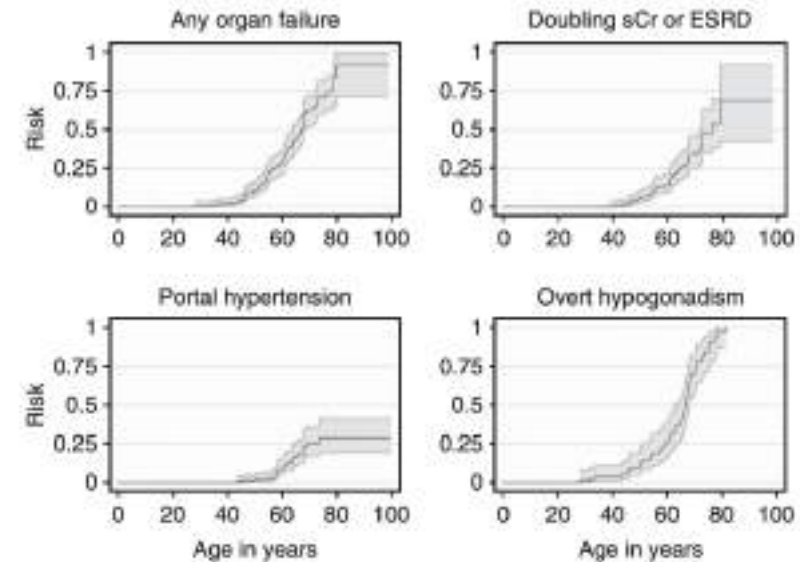 Any organ failure
Doubling sCr or ESRD
1
0.75
0.5
0.25
0
Risk
0 20 40 60 80 100
1
0.75
0.5
0.25
0
0 20 40 60 80 100
Portal hypertension
Overt hypogonadism
1
0.75
0.5
0.25
0
Risk
0 20 40 60 80 100
Age in years
1
0.75
0.5
0.25
0
0 20 40 60 80 100
Age in years